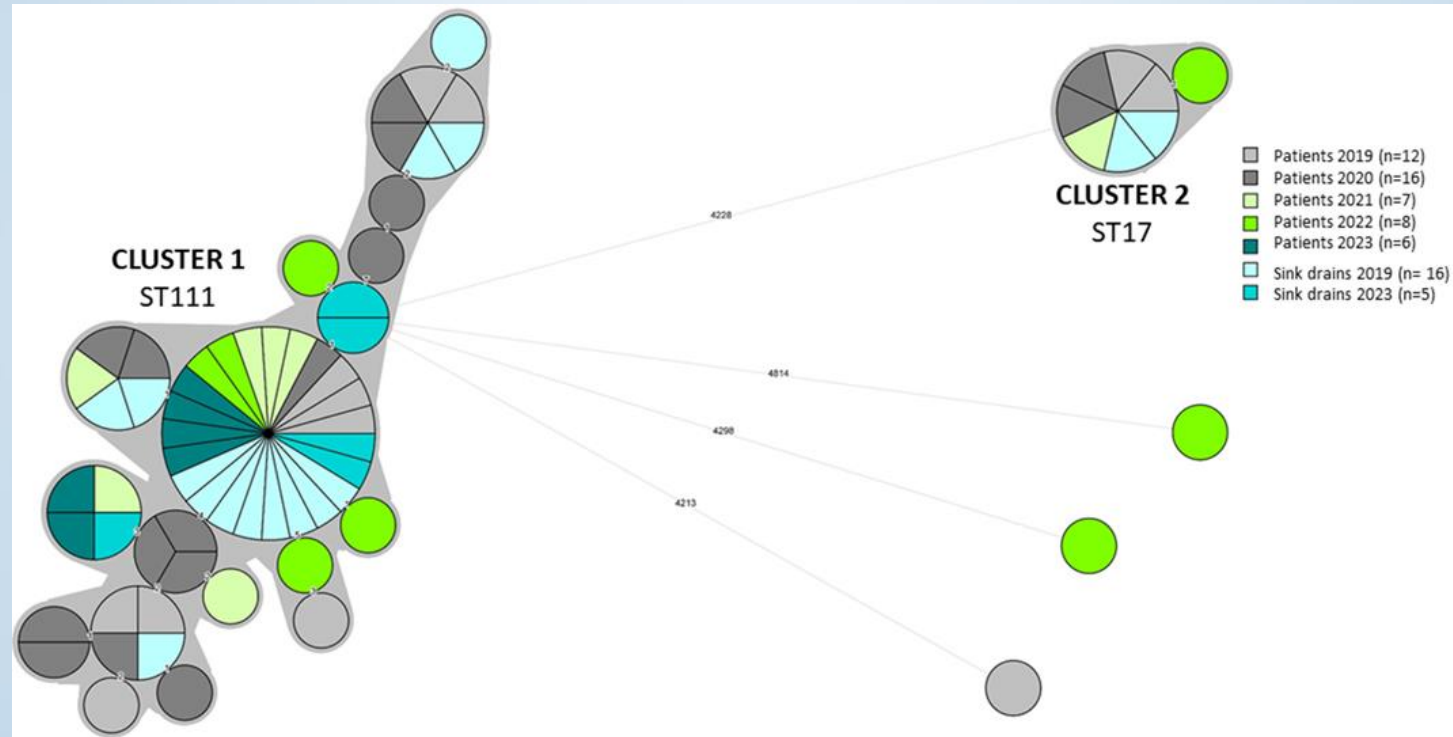 CLUSTER 1
ST111
4228
4814
4298
4213
CLUSTER 2
ST17
Patients 2019 (n=12)
Patients 2020 (n=16)
Patients 2021 (n=7)
Patients 2022 (n=8)
Patients 2023 (n=6)
Sink drains 2019 (n= 16)
Sink drains 2023 (n=5)